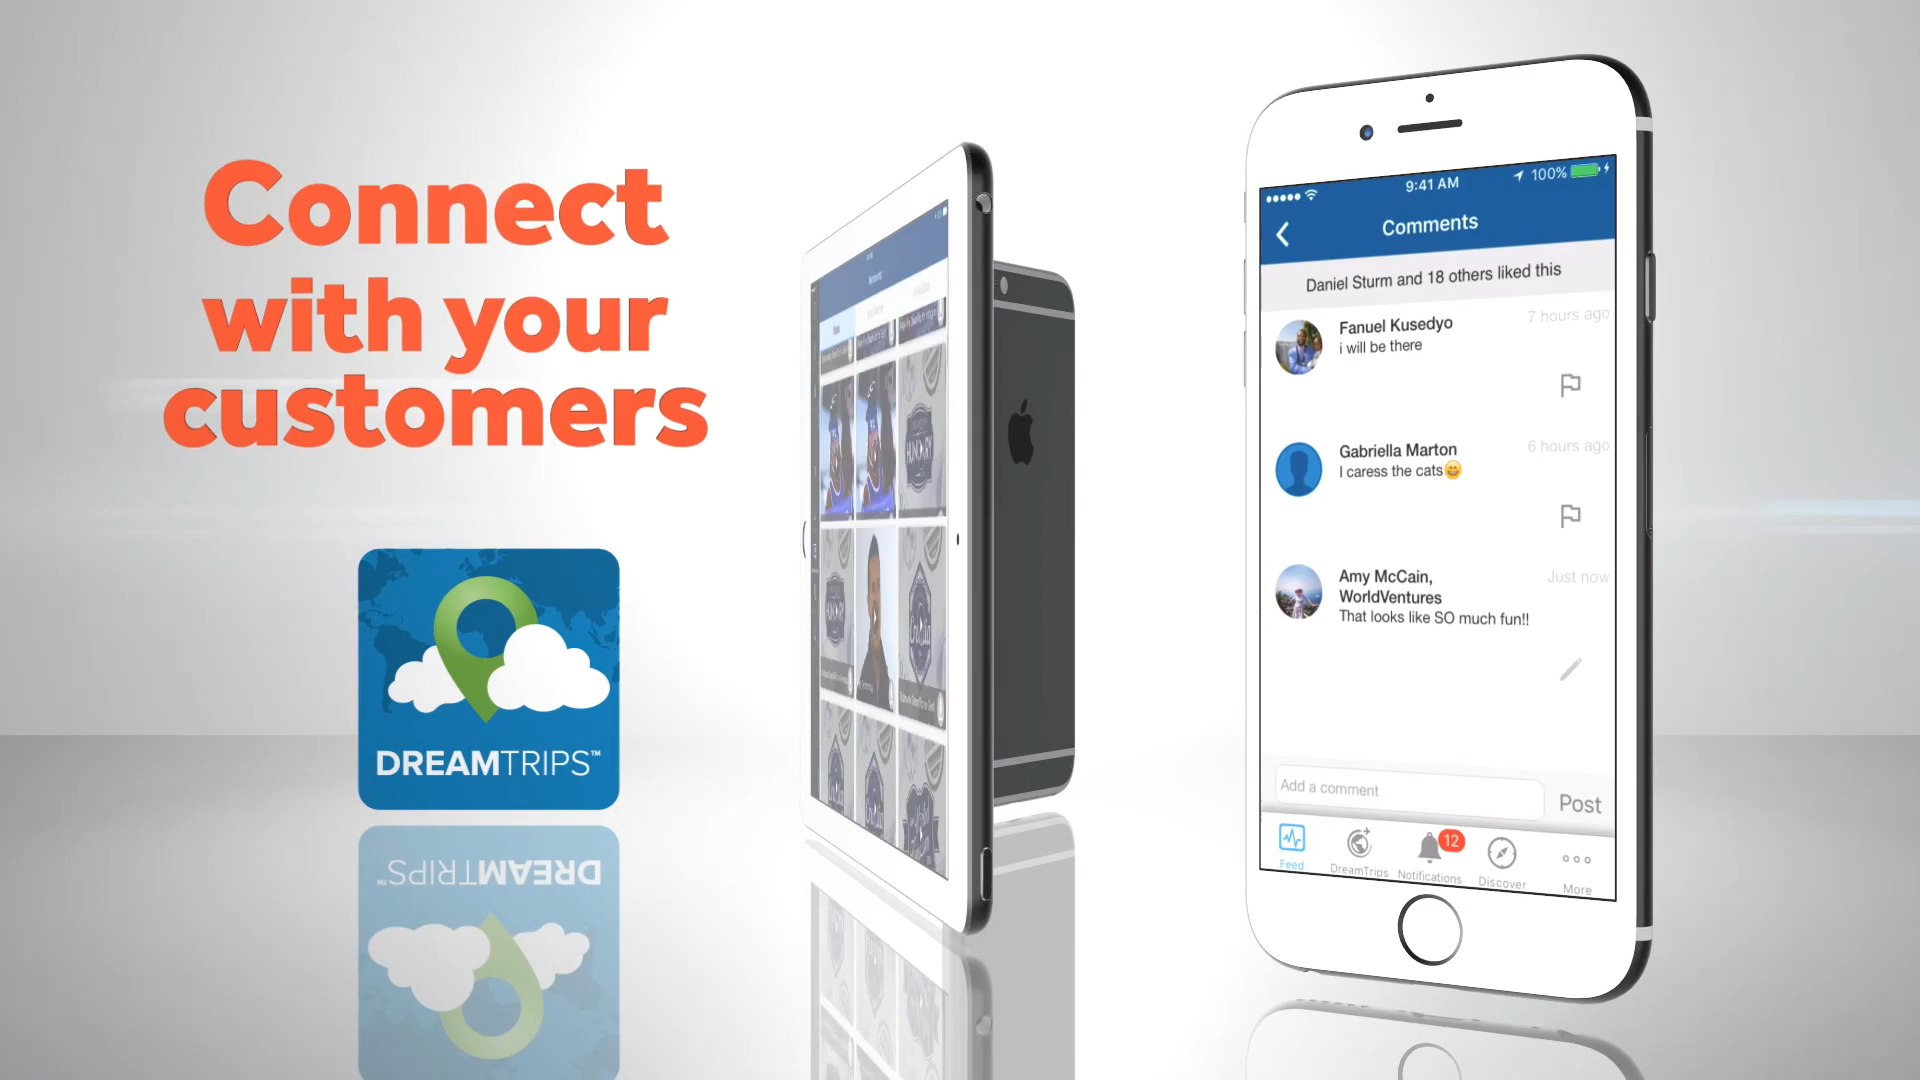 Connect
with your
customers
DREAMTRIPS™
9:41 AM
100%
Comments
Daniel Sturm and 18 others liked this
Fanuel Kusedyo
7 hours ago
i will be there
Gabriella Marton
6 hours ago
I caress the cats😀
Amy McCain,
Just now
WorldVentures
That looks like SO much fun!!
Add a comment
Post
12
Feed
DreamTrips
Notifications
Discover
More